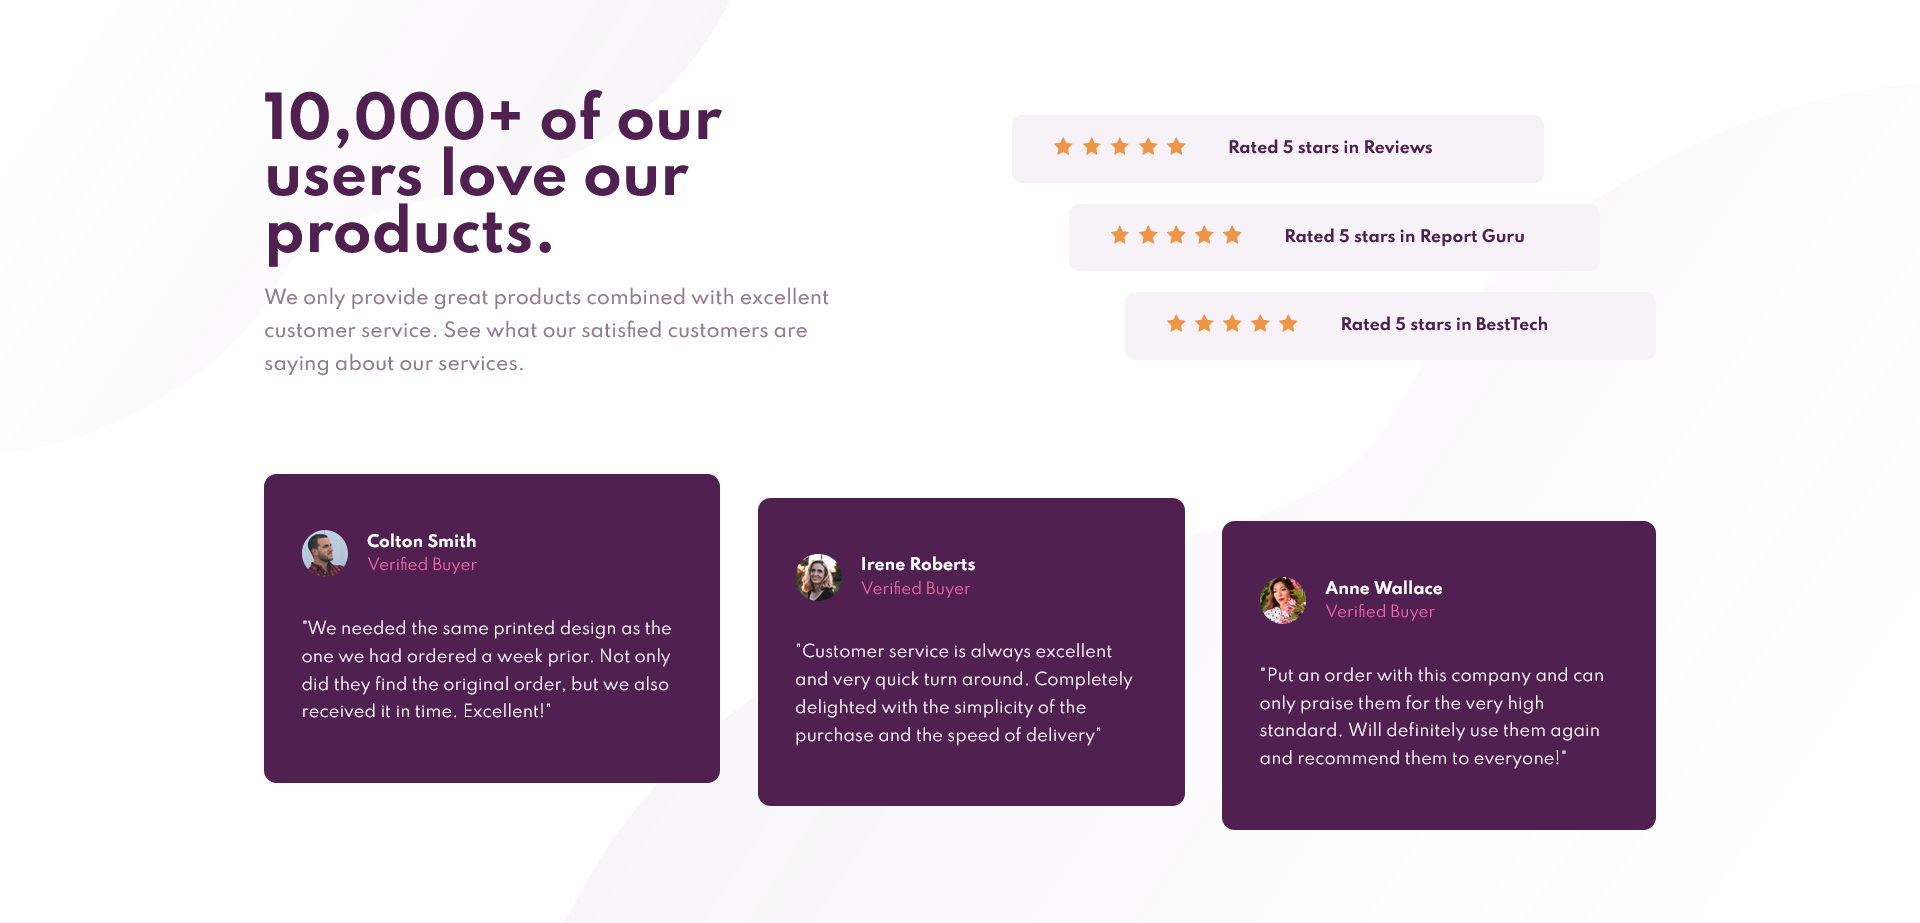 10,000+ of our
users love our
products.
We only provide great products combined with excellent
customer service. See what our satisfied customers are
saying about our services.
Rated 5 stars in Reviews
Rated 5 stars in Report Guru
Rated 5 stars in BestTech
Colton Smith
Verified Buyer
"We needed the same printed design as the
one we had ordered a week prior. Not only
did they find the original order, but we also
received it in time. Excellent!"
Irene Roberts
Verified Buyer
"Customer service is always excellent
and very quick turn around. Completely
delighted with the simplicity of the
purchase and the speed of delivery"
Anne Wallace
Verified Buyer
"Put an order with this company and can
only praise them for the very high
standard. Will definitely use them again
and recommend them to everyone!"